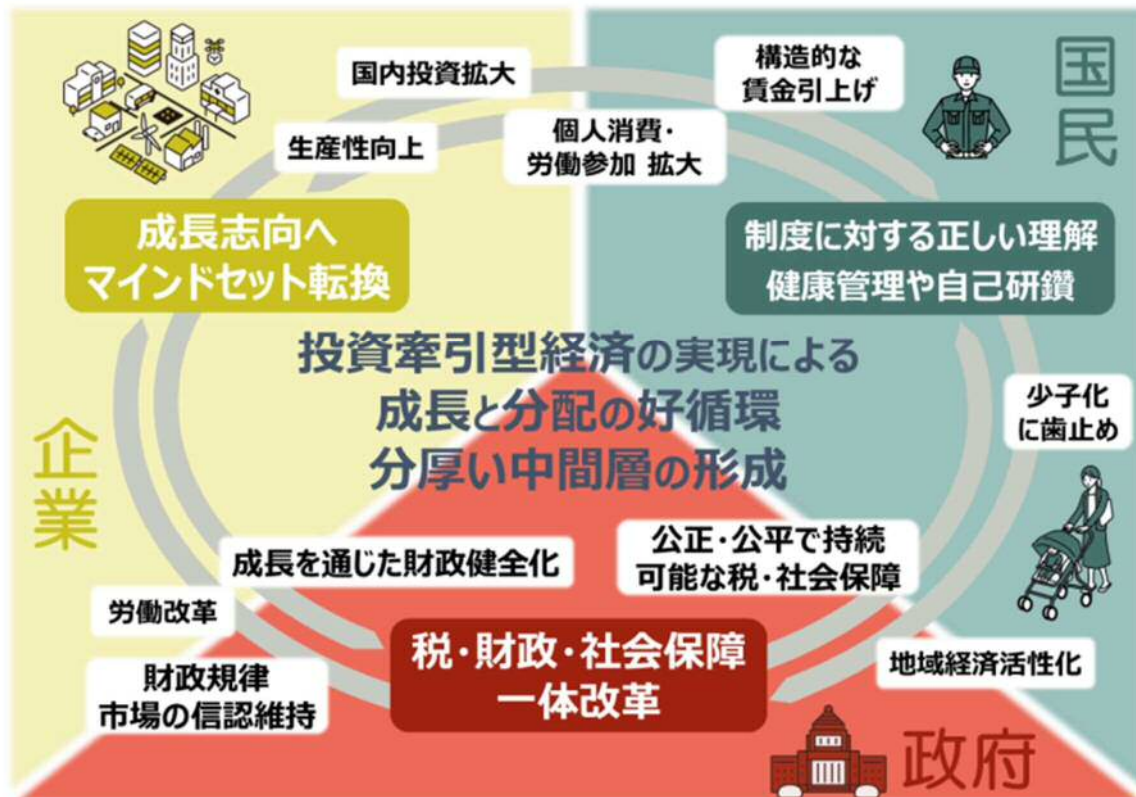 国内投資拡大
構造的な
賃金引上げ
国民
生産性向上
個人消費・
労働参加 拡大
成長志向へ
マインドセット転換
制度に対する正しい理解
健康管理や自己研鑽
投資牽引型経済の実現による
成長と分配の好循環
分厚い中間層の形成
企業
少子化
に歯止め
成長を通じた財政健全化
公正・公平で持続
可能な税・社会保障
労働改革
財政規律
市場の信認維持
税・財政・社会保障
一体改革
地域経済活性化
政府